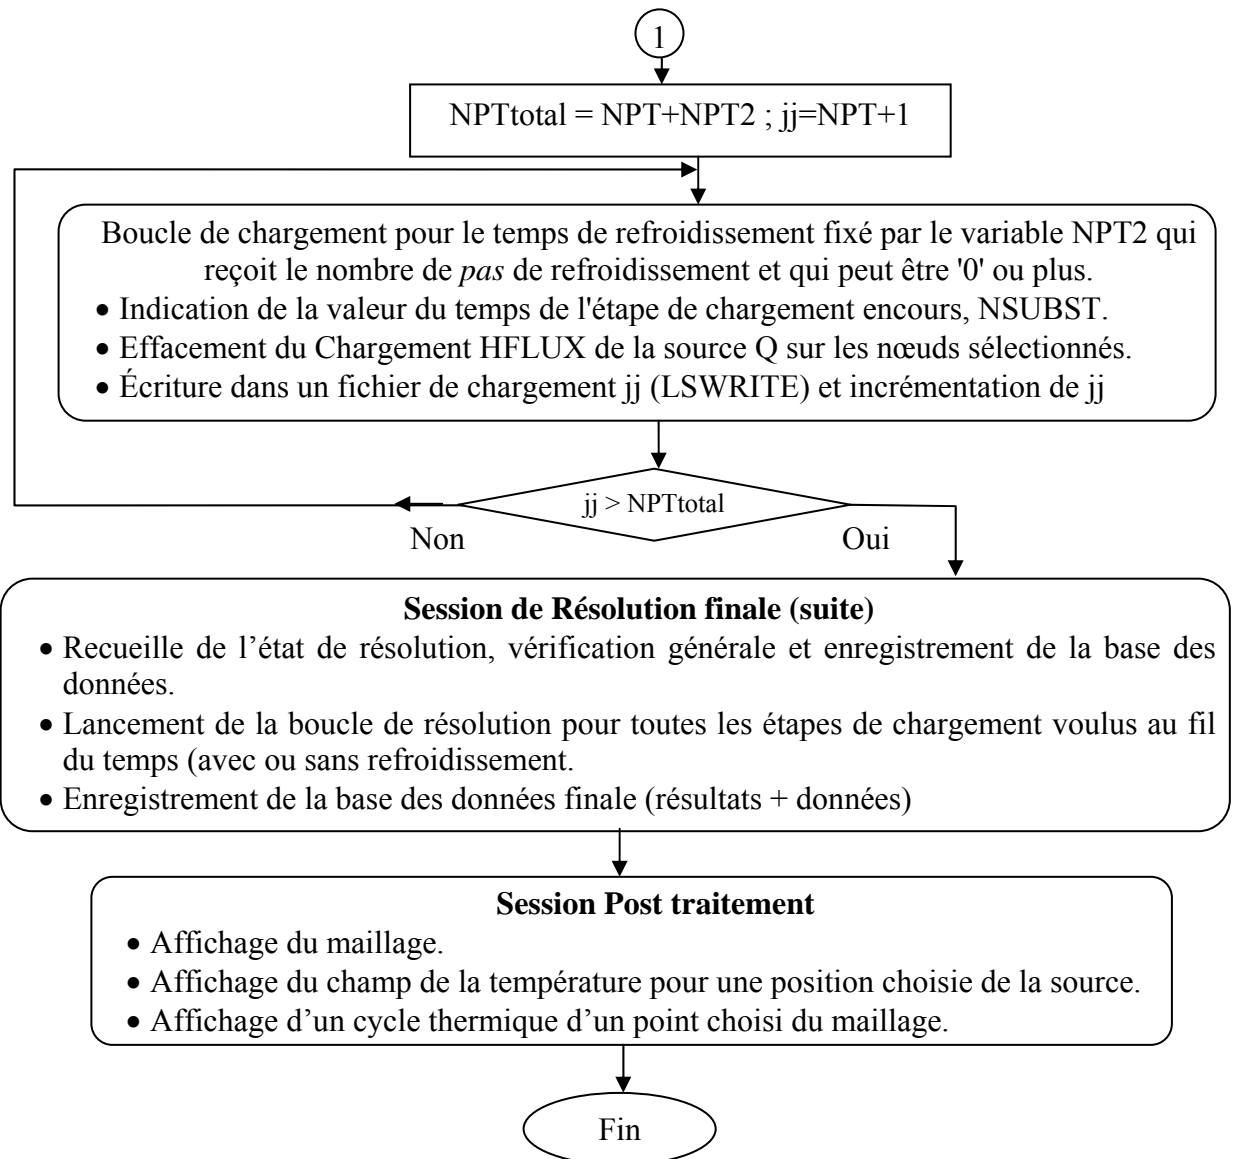 1
NPTtotal = NPT+NPT2 ; jj=NPT+1
Boucle de chargement pour le temps de refroidissement fixé par le variable NPT2 qui
reçoit le nombre de pas de refroidissement et qui peut être '0' ou plus.
• Indication de la valeur du temps de l'étape de chargement encours, NSUBST.
• Effacement du Chargement HFLUX de la source Q sur les nœuds sélectionnés.
• Écriture dans un fichier de chargement jj (LSWRITE) et incrémentation de jj
jj > NPTtotal
Non
Oui
Session de Résolution finale (suite)
• Recueille de l’état de résolution, vérification générale et enregistrement de la base des
données.
• Lancement de la boucle de résolution pour toutes les étapes de chargement voulus au fil
du temps (avec ou sans refroidissement.
• Enregistrement de la base des données finale (résultats + données)
Session Post traitement
• Affichage du maillage.
• Affichage du champ de la température pour une position choisie de la source.
• Affichage d’un cycle thermique d’un point choisi du maillage.
Fin